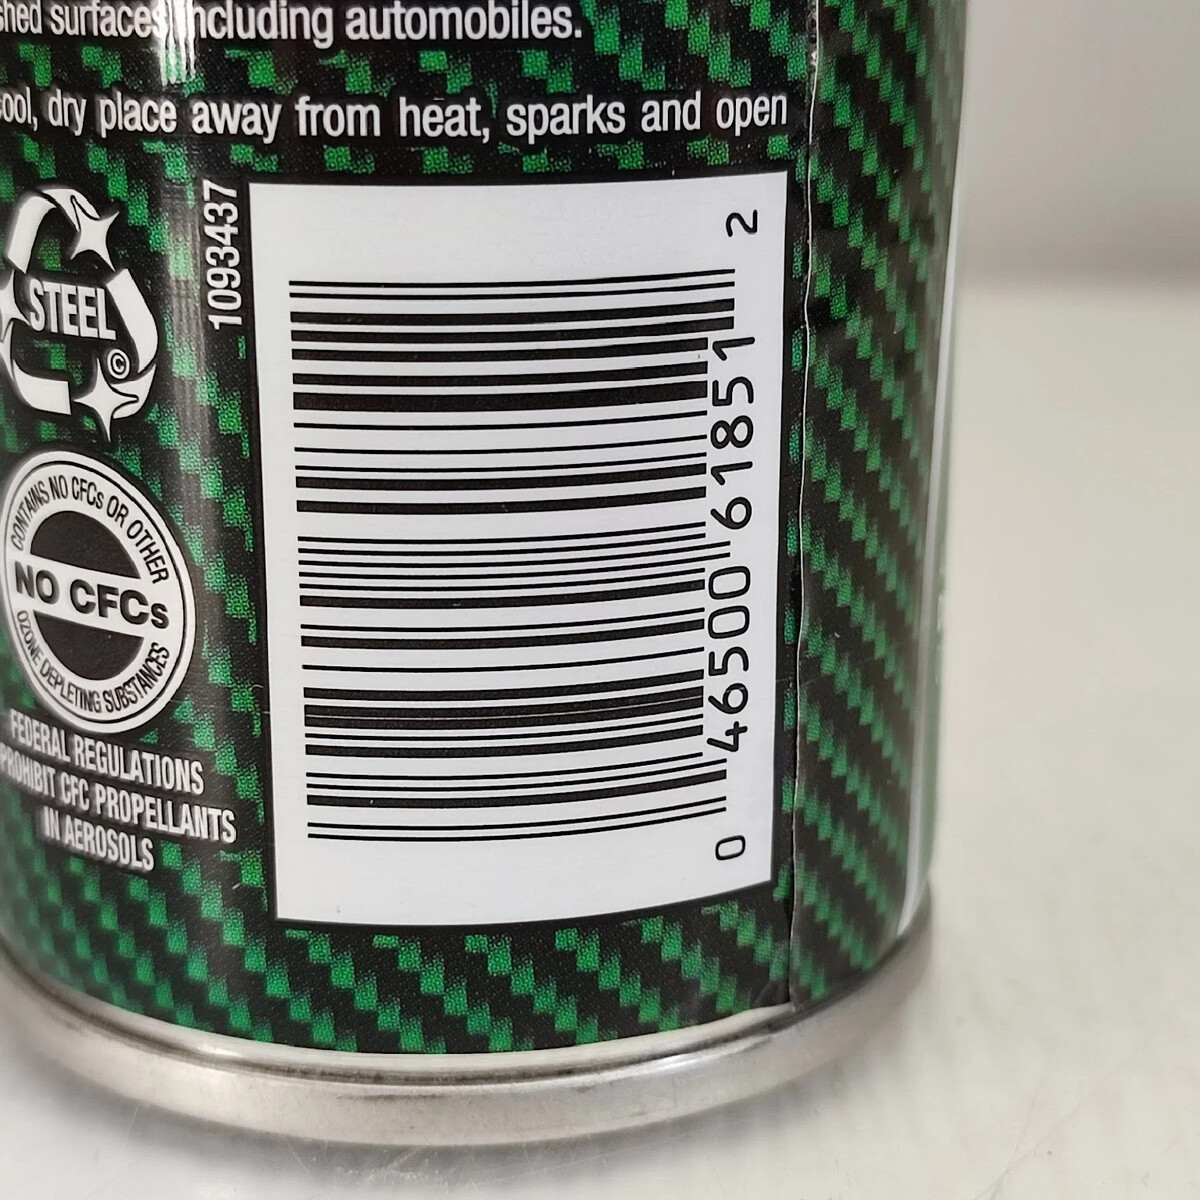 surfaces including automobiles.
cool, dry place away from heat, sparks and open
1093437
STEEL
©
CONTAINS NO CFCs OR OTHER
NO CFCs
OZONE DEPLETING SUBSTANCES
FEDERAL REGULATIONS
PROHIBIT CFC PROPELLANTS
IN AEROSOLS
0 46500 61851 2